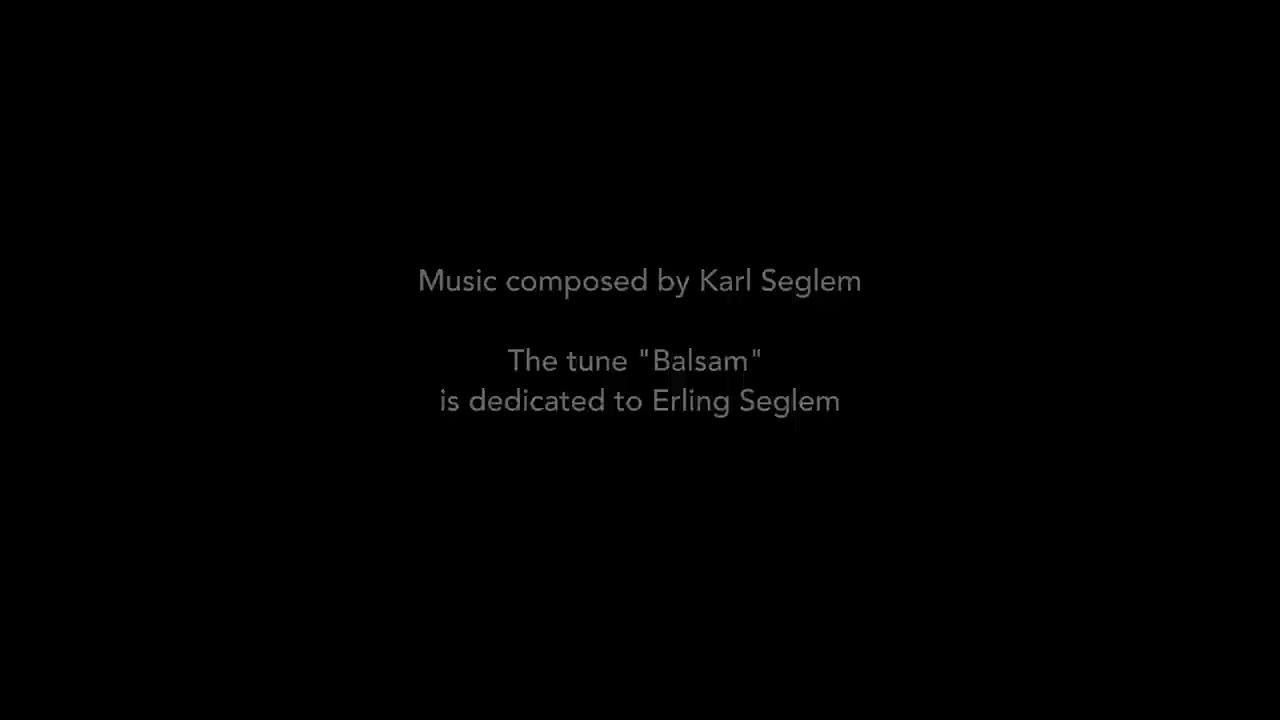 Music composed by Karl Seglem
The tune "Balsam"
is dedicated to Erling Seglem